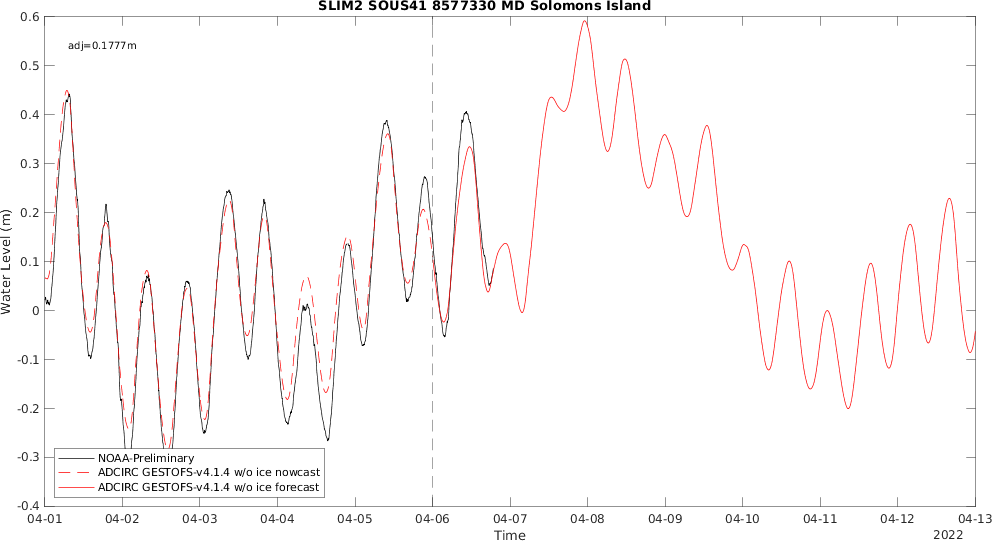 SLIM2 SOUS41 8577330 MD Solomons Island
adj=0.1777m
Water Level (m)
0.6
0.5
0.4
0.3
0.2
0.1
0
-0.1
-0.2
-0.3
-0.4
NOAA-Preliminary
ADCIRC GESTOFS-v4.1.4 w/o ice nowcast
ADCIRC GESTOFS-v4.1.4 w/o ice forecast
04-01 04-02 04-03 04-04 04-05 04-06 04-07 04-08 04-09 04-10 04-11 04-12 04-13
Time
2022